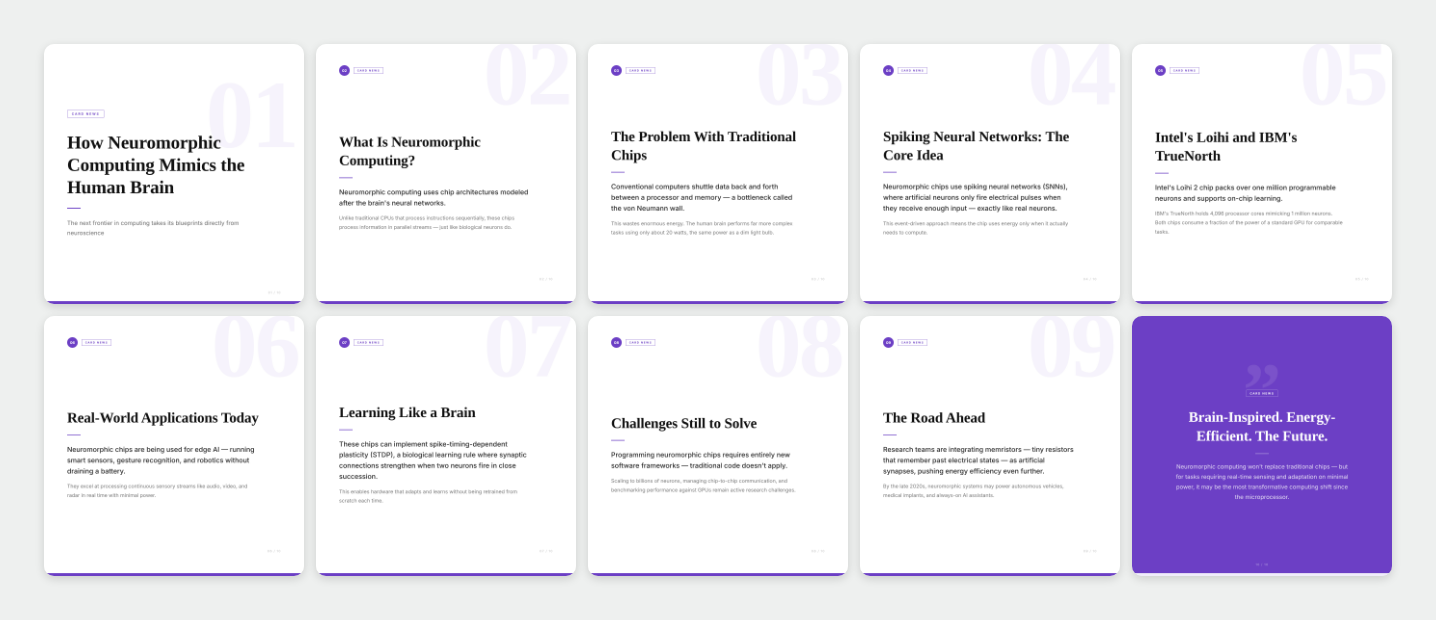 01
CARD NEWS
How Neuromorphic
Computing Mimics the
Human Brain
The next frontier in computing takes its blueprints directly from
neuroscience
02
02
CARD NEWS
What Is Neuromorphic
Computing?
Neuromorphic computing uses chip architectures modeled
after the brain's neural networks.
Unlike traditional CPUs that process instructions sequentially, these chips
process information in parallel streams — just like biological neurons do.
03
03
CARD NEWS
The Problem With Traditional
Chips
Conventional computers shuttle data back and forth
between a processor and memory — a bottleneck called
the von Neumann wall.
This wastes enormous energy. The human brain performs far more complex
tasks using only about 20 watts, the same power as a dim light bulb.
04
04
CARD NEWS
Spiking Neural Networks: The
Core Idea
Neuromorphic chips use spiking neural networks (SNNs),
where artificial neurons only fire electrical pulses when
they receive enough input — exactly like real neurons.
This event-driven approach means the chip uses energy only when it actually
needs to compute.
05
05
CARD NEWS
Intel's Loihi and IBM's
TrueNorth
Intel's Loihi 2 chip packs over one million programmable
neurons and supports on-chip learning.
IBM's TrueNorth holds 4,096 processor cores mimicking 1 million neurons.
Both chips consume a fraction of the power of a standard GPU for comparable
tasks.
06
06
CARD NEWS
Real-World Applications Today
Neuromorphic chips are being used for edge AI — running
smart sensors, gesture recognition, and robotics without
draining a battery.
They excel at processing continuous sensory streams like audio, video, and
radar in real time with minimal power.
07
07
CARD NEWS
Learning Like a Brain
These chips can implement spike-timing-dependent
plasticity (STDP), a biological learning rule where synaptic
connections strengthen when two neurons fire in close
succession.
This enables hardware that adapts and learns without being retrained from
scratch each time.
08
08
CARD NEWS
Challenges Still to Solve
Programming neuromorphic chips requires entirely new
software frameworks — traditional code doesn't apply.
Scaling to billions of neurons, managing chip-to-chip communication, and
benchmarking performance against GPUs remain active research challenges.
09
09
CARD NEWS
The Road Ahead
Research teams are integrating memristors — tiny resistors
that remember past electrical states — as artificial
synapses, pushing energy efficiency even further.
By the late 2020s, neuromorphic systems may power autonomous vehicles,
medical implants, and always-on AI assistants.
”
CARD NEWS
Brain-Inspired. Energy-
Efficient. The Future.
Neuromorphic computing won't replace traditional chips — but
for tasks requiring real-time sensing and adaptation on minimal
power, it may be the most transformative computing shift since
the microprocessor.